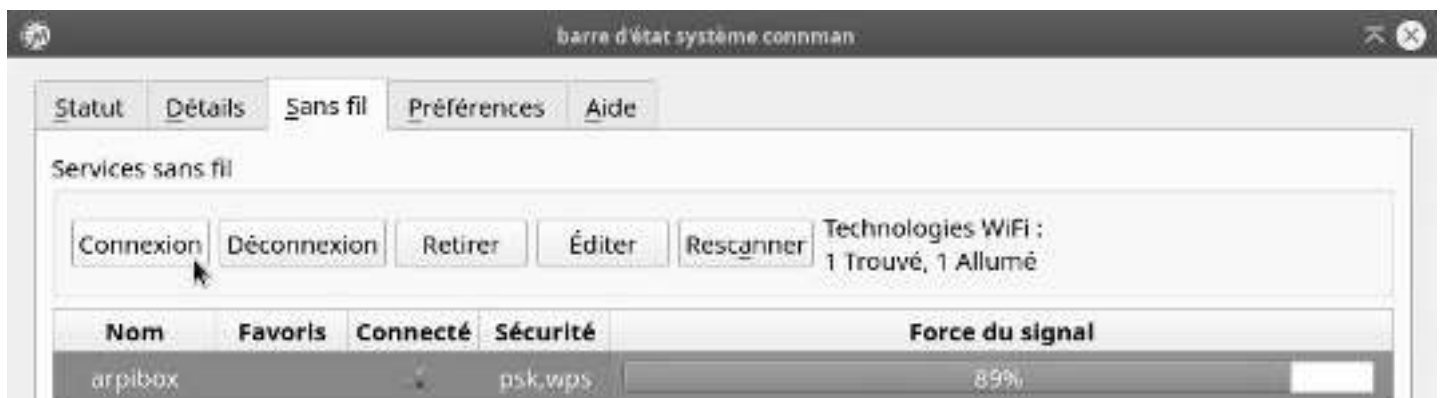 barre d'état système connman
Statut Détails Sans fil Préférences Aide
Services sans fil
Connexion Déconnexion Retirer Éditer Rescanner Technologies WiFi :
1 Trouvé, 1 Allumé
Nom Favoris Connecté Sécurité Force du signal
arpibox psk,wps 89%